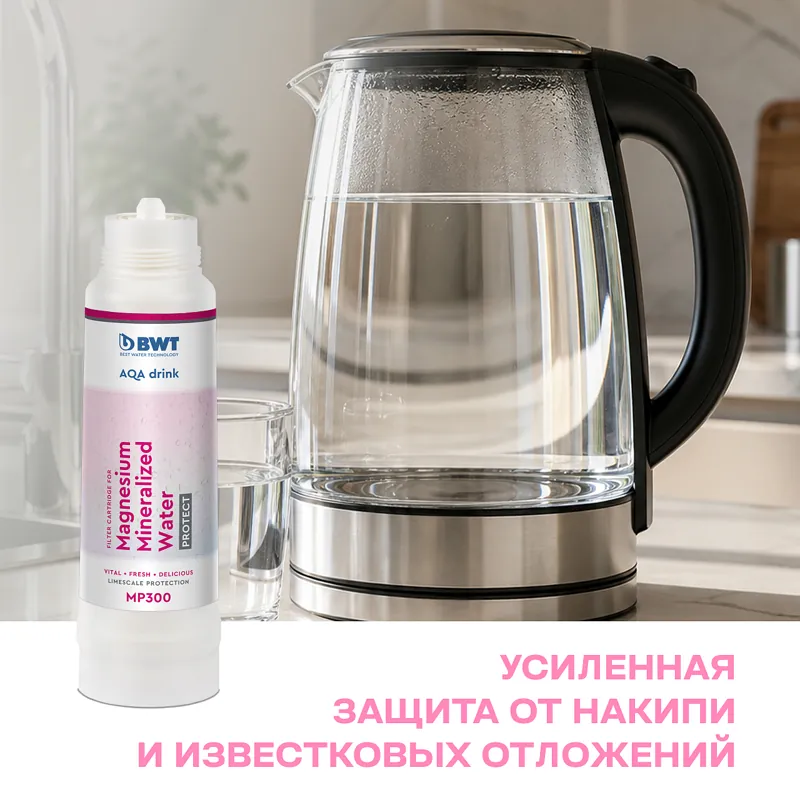 BWT
BEST WATER TECHNOLOGY
AQA drink
FILTER CARTRIDGE FOR
Magnesium
Mineralized
Water
PROTECT
VITAL • FRESH • DELICIOUS
LIMESCALE PROTECTION
MP300
УСИЛЕННАЯ
ЗАЩИТА ОТ НАКИПИ
И ИЗВЕСТКОВЫХ ОТЛОЖЕНИЙ